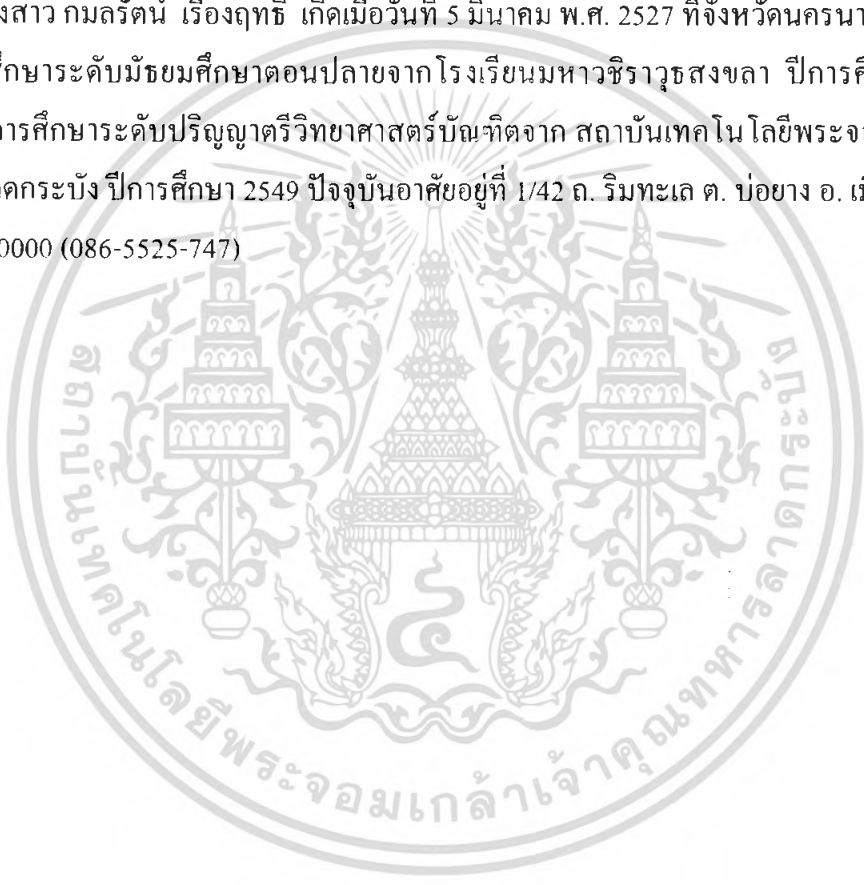 งสาว กมลรัตน์ เรืองฤทธิ์ เกิดเมื่อวันที่ 5 มีนาคม พ.ศ. 2527 ที่จังหวัดนครนา
ศึกษาระดับมัธยมศึกษาตอนปลายจากโรงเรียนมหาวชิราวุธสงขลา ปีการศึ
การศึกษาระดับปริญญาตรีวิทยาศาสตร์บัณฑิตจาก สถาบันเทคโนโลยีพระจอ
ดกระบัง ปีการศึกษา 2549 ปัจจุบันอาศัยอยู่ที่ 1/42 ถ. ริมทะเล ต. บ่อยาง อ. เมื
0000 (086-5525-747)
สถาบันเทคโนโลยีพระจอมเกล้าเจ้าคุณทหารลาดกระบัง